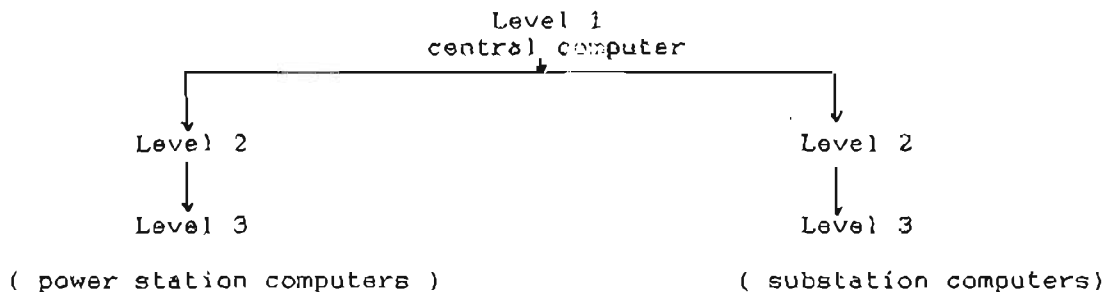 Level 1
central computer
Level 2 Level 2
Level 3 Level 3
( power station computers ) ( substation computers)